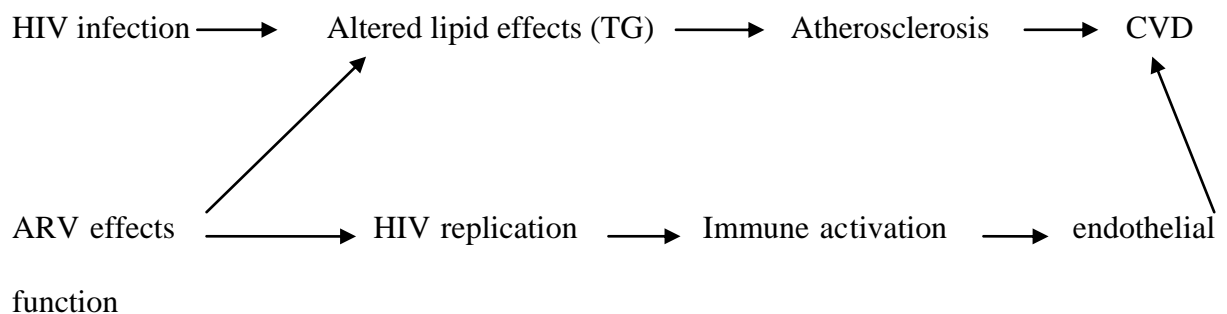 HIV infection Altered lipid effects (TG) Atherosclerosis CVD
ARV effects HIV replication Immune activation endothelial
function